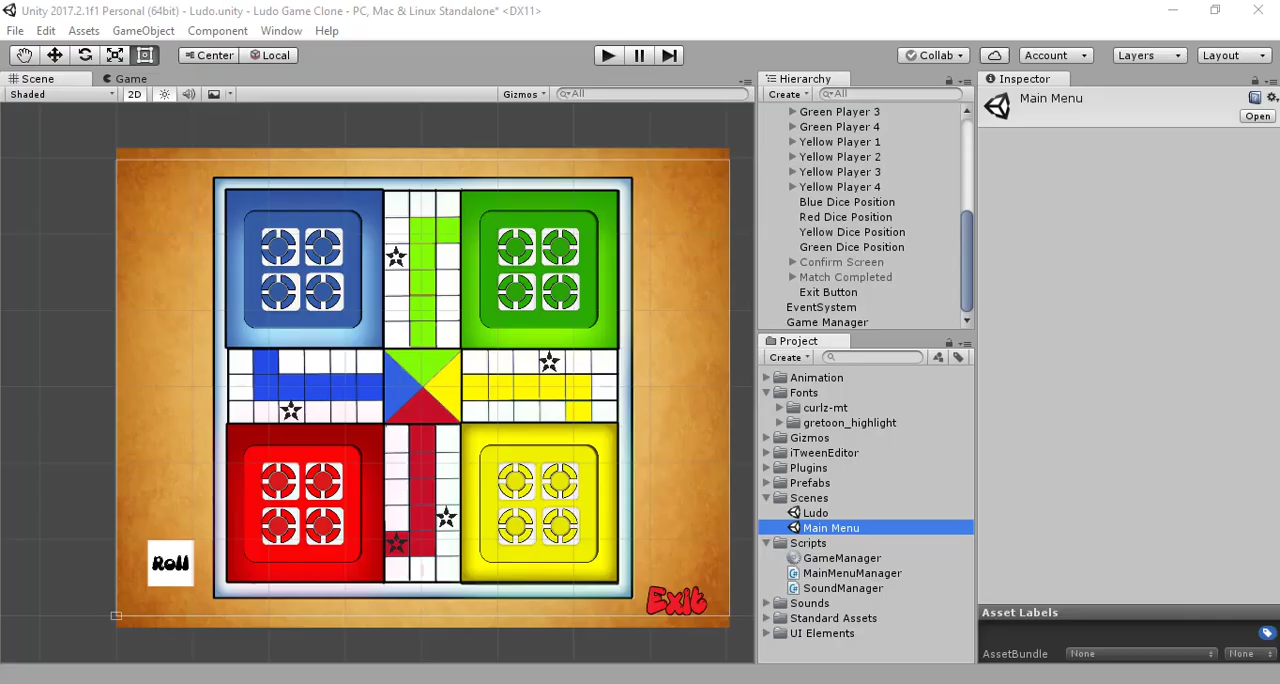 Unity 2017.2.1f1 Personal (64bit) - Ludo.unity - Ludo Game Clone - PC, Mac & Linux Standalone* <DX11>
File Edit Assets GameObject Component Window Help
Center Local Collab Account Layers Layout
Scene Game
Shaded 2D Gizmos All
Roll
Exit
Hierarchy
Create All
Green Player 3
Green Player 4
Yellow Player 1
Yellow Player 2
Yellow Player 3
Yellow Player 4
Blue Dice Position
Red Dice Position
Yellow Dice Position
Green Dice Position
Confirm Screen
Match Completed
Exit Button
EventSystem
Game Manager
Project
Create
Animation
Fonts
curlz-mt
gretoon_highlight
Gizmos
iTweenEditor
Plugins
Prefabs
Scenes
Ludo
Main Menu
Scripts
GameManager
MainMenuManager
SoundManager
Sounds
Standard Assets
UI Elements
Inspector
Main Menu
Open
Asset Labels
AssetBundle None None